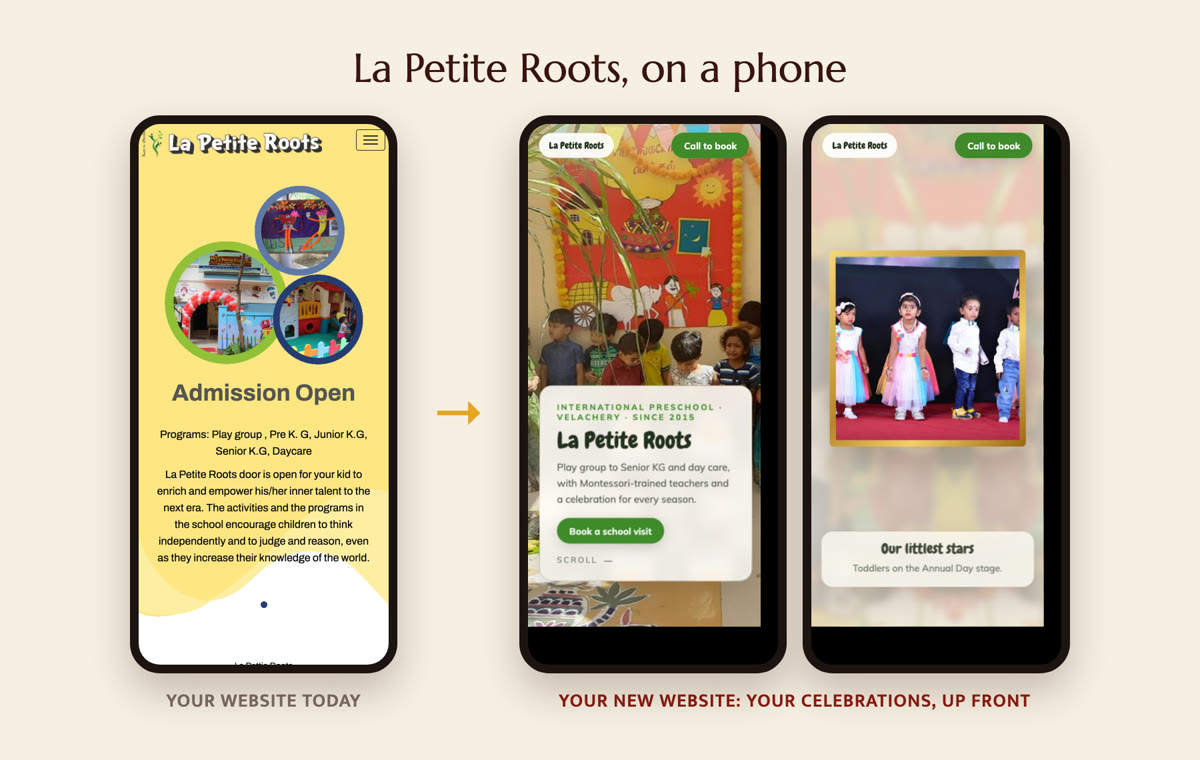 La Petite Roots, on a phone
La Petite Roots
Admission Open
Programs: Play group , Pre K. G, Junior K.G,
Senior K.G, Daycare
La Petite Roots door is open for your kid to
enrich and empower his/her inner talent to the
next era. The activities and the programs in
the school encourage children to think
independently and to judge and reason, even
as they increase their knowledge of the world.
YOUR WEBSITE TODAY
La Petite Roots
Call to book
INTERNATIONAL PRESCHOOL ·
VELACHERY · SINCE 2015
La Petite Roots
Play group to Senior KG and day care,
with Montessori-trained teachers and
a celebration for every season.
Book a school visit
SCROLL —
La Petite Roots
Call to book
Our littlest stars
Toddlers on the Annual Day stage.
YOUR NEW WEBSITE: YOUR CELEBRATIONS, UP FRONT